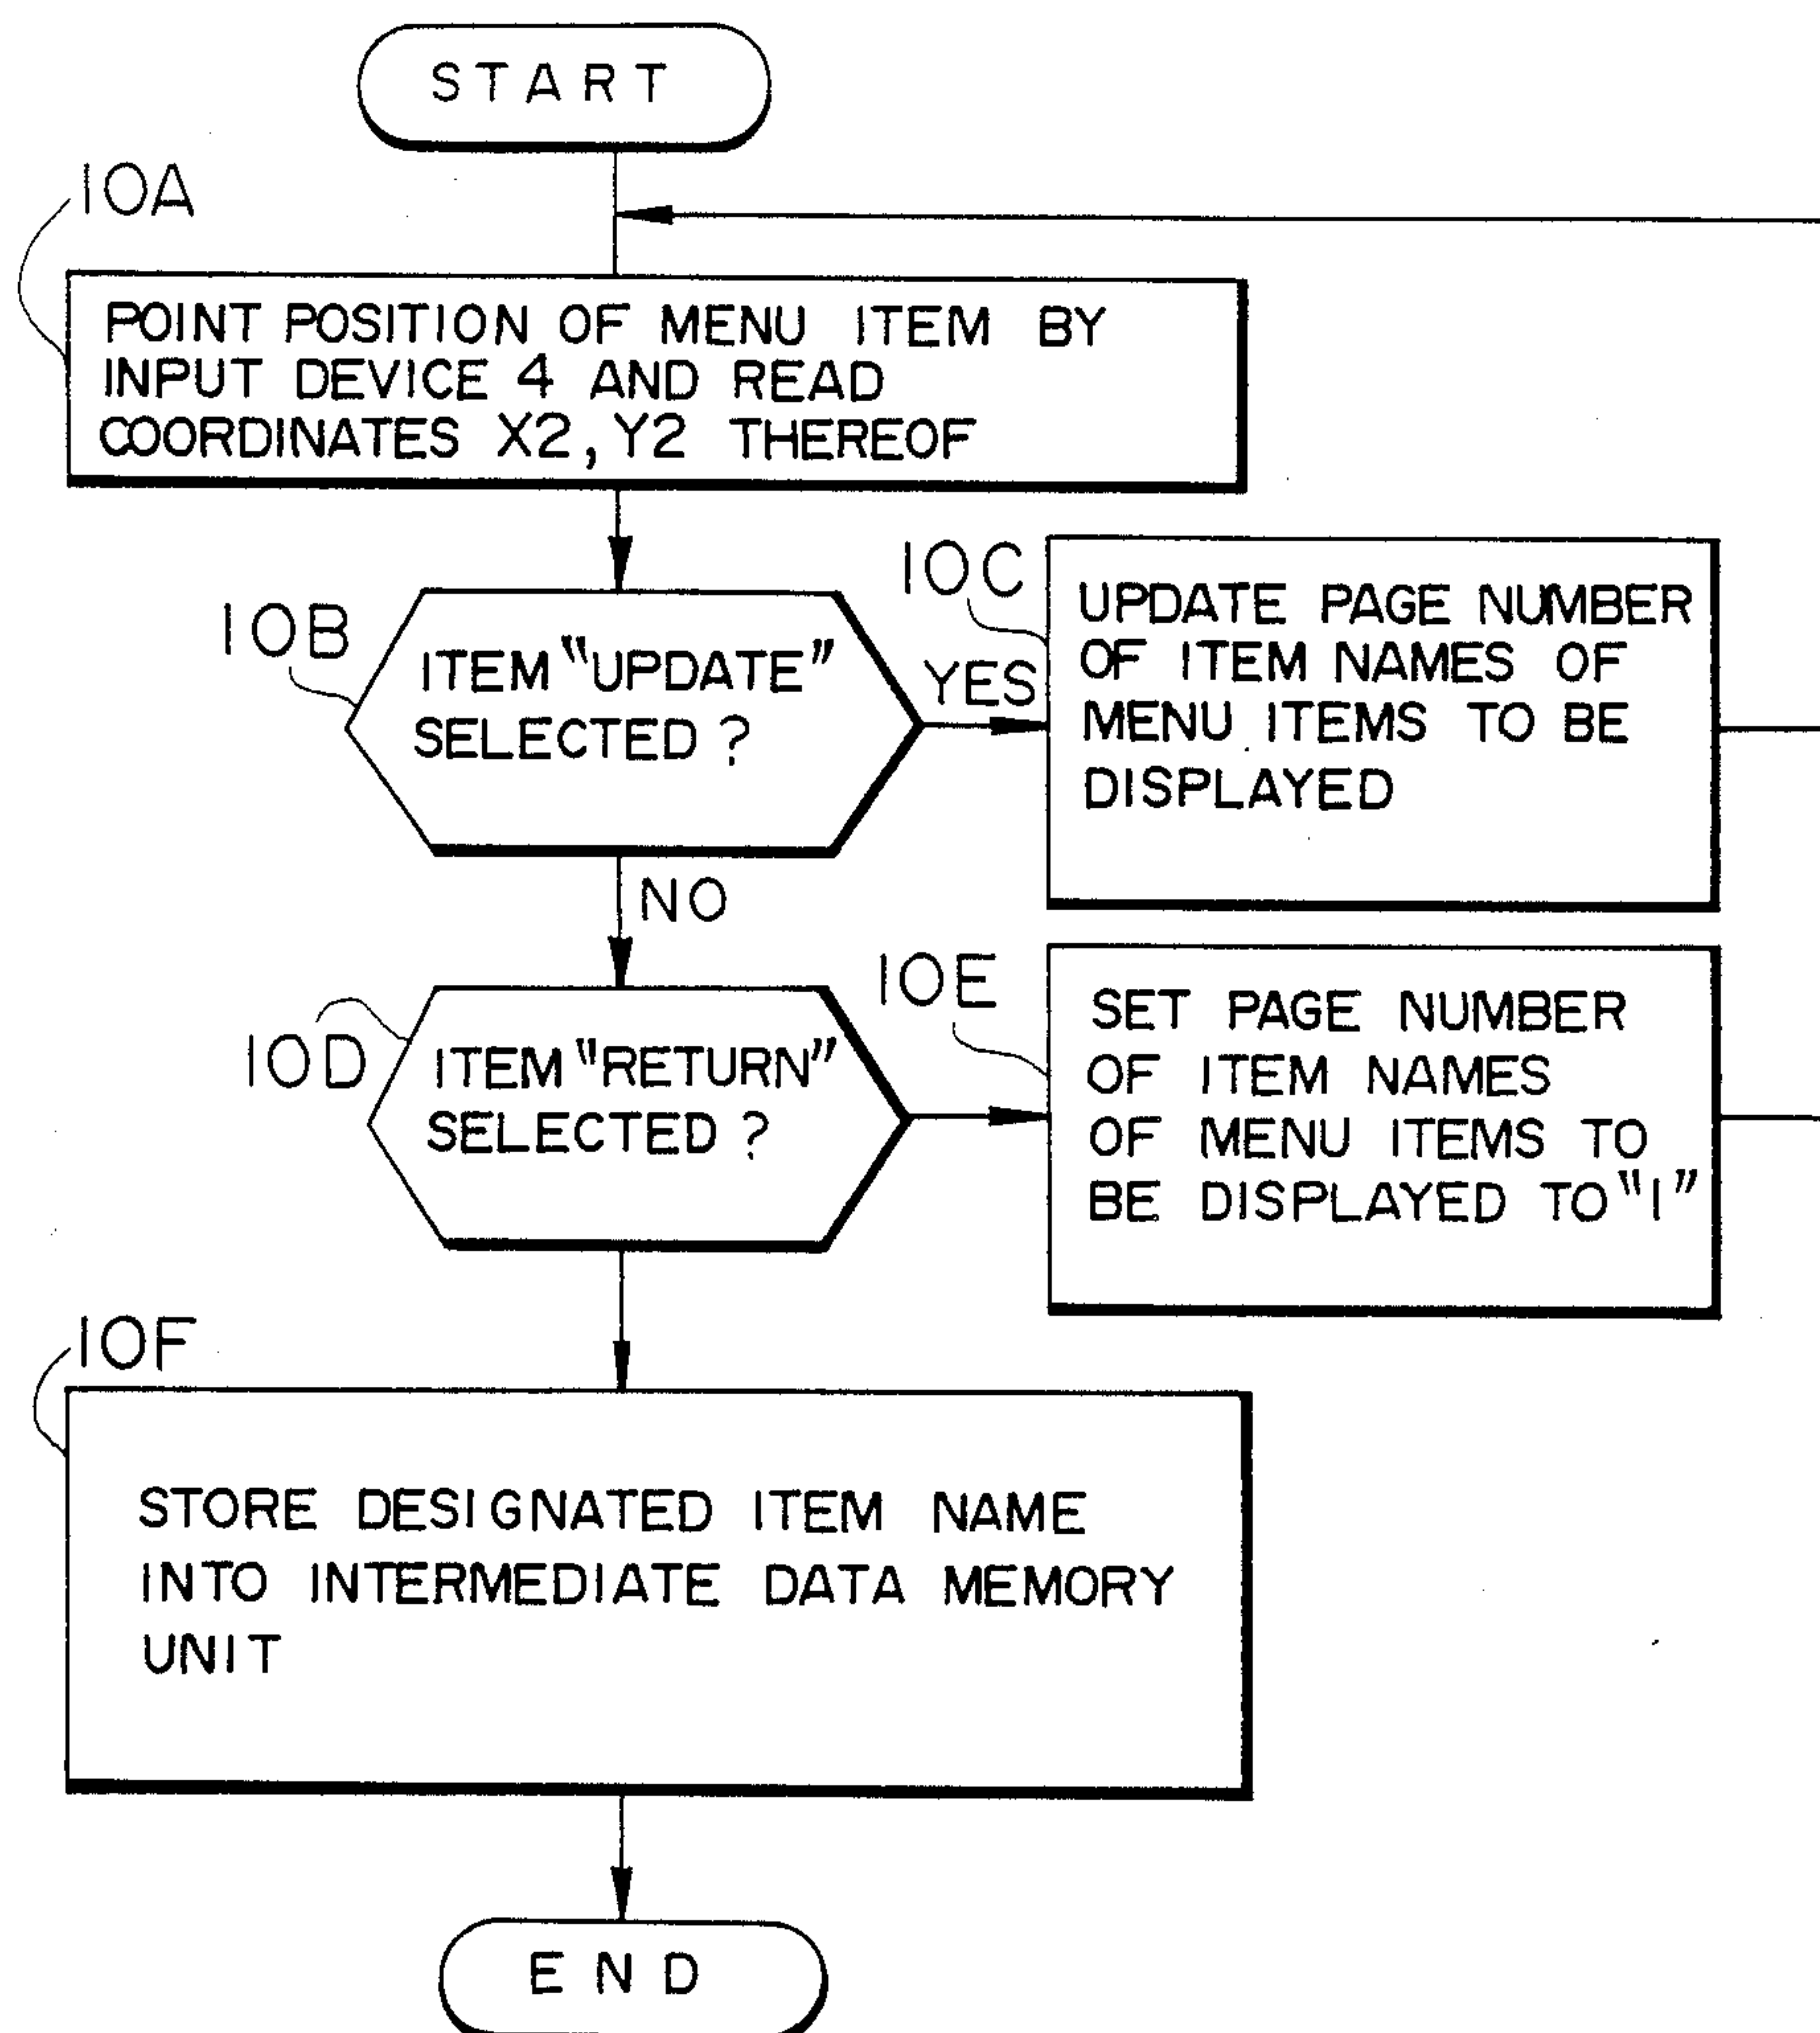 START
10A
POINT POSITION OF MENU ITEM BY
INPUT DEVICE 4 AND READ
COORDINATES X2, Y2 THEREOF
10B
ITEM "UPDATE"
SELECTED ?
YES
10C
UPDATE PAGE NUMBER
OF ITEM NAMES OF
MENU ITEMS TO BE
DISPLAYED
NO
10D
ITEM "RETURN"
SELECTED ?
10E
SET PAGE NUMBER
OF ITEM NAMES
OF MENU ITEMS TO
BE DISPLAYED TO "1"
10F
STORE DESIGNATED ITEM NAME
INTO INTERMEDIATE DATA MEMORY
UNIT
END